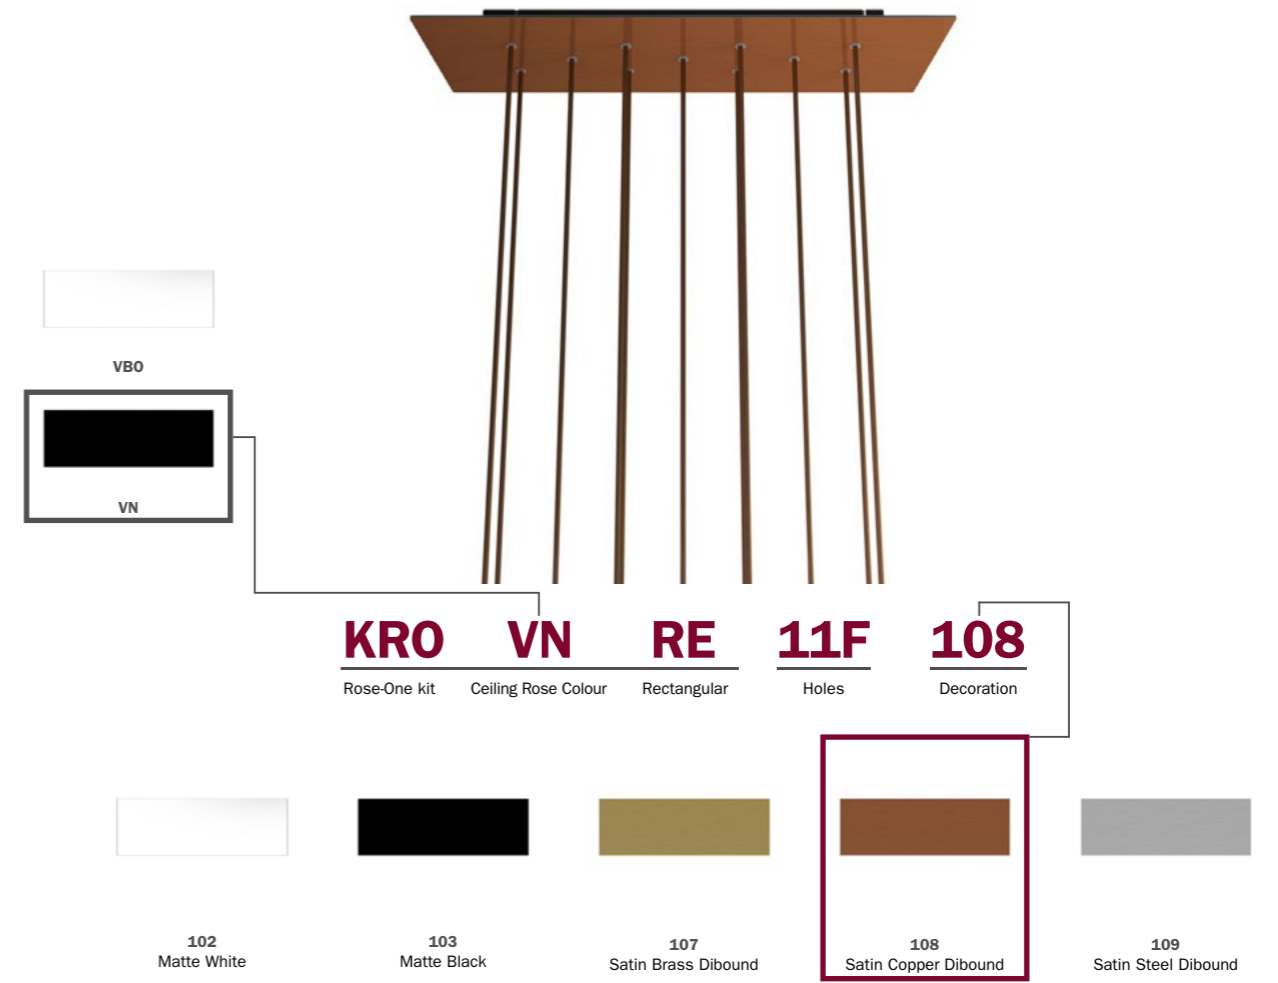 VBO
VN
KRO VN RE 11F 108
Rose-One kit Ceiling Rose Colour Rectangular Holes Decoration
102
Matte White
103
Matte Black
107
Satin Brass Dibound
108
Satin Copper Dibound
109
Satin Steel Dibound